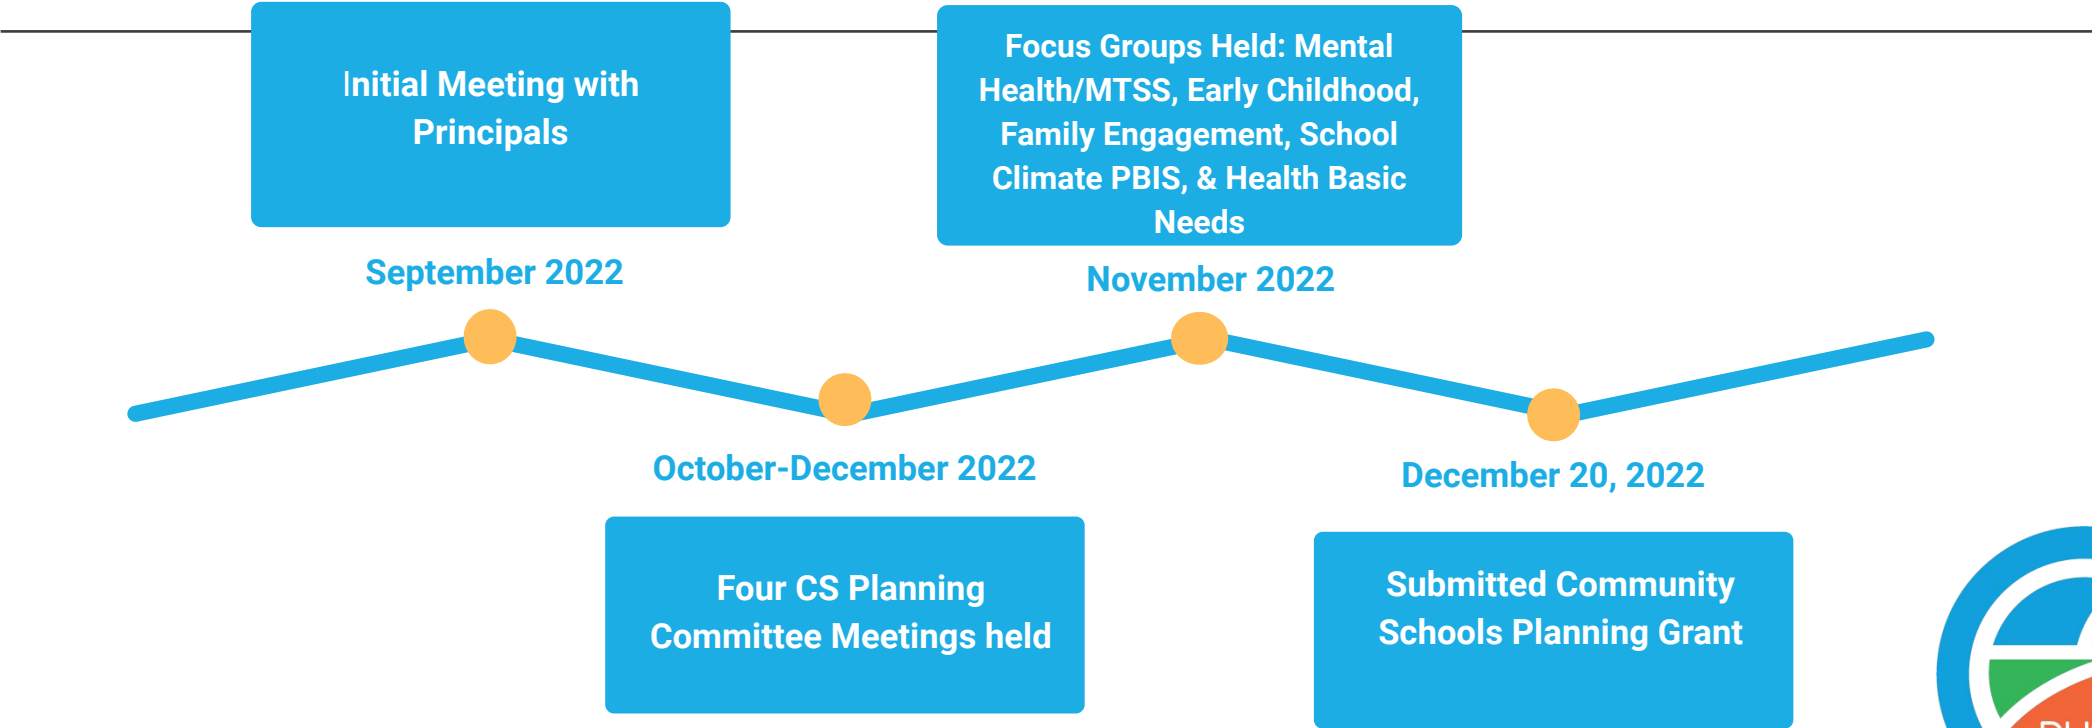 Initial Meeting with
Principals
September 2022
Four CS Planning
Committee Meetings held
October-December 2022
Focus Groups Held: Mental
Health/MTSS, Early Childhood,
Family Engagement, School
Climate PBIS, & Health Basic
Needs
November 2022
December 20, 2022
Submitted Community
Schools Planning Grant